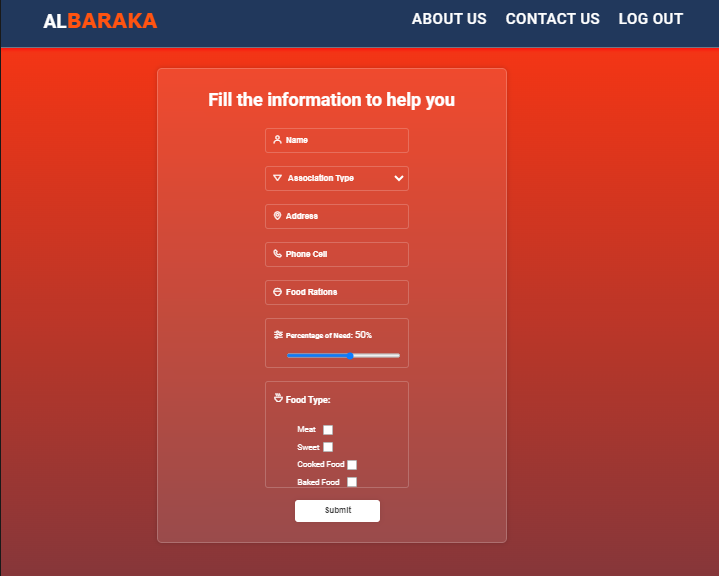 ALBARAKA ABOUT US CONTACT US LOG OUT
Fill the information to help you
Name
Association Type
Address
Phone Cell
Food Rations
Percentage of Need: 50%
Food Type:
Meat
Sweet
Cooked Food
Baked Food
Submit